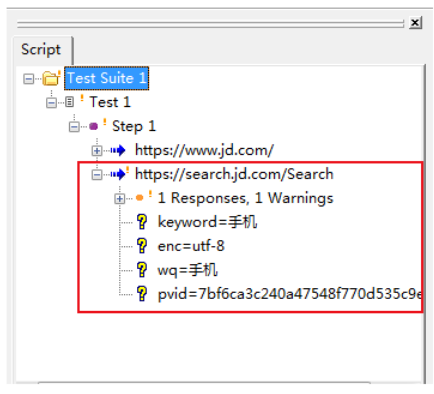 Script
Test Suite 1
Test 1
Step 1
https://www.jd.com/
https://search.jd.com/Search
1 Responses, 1 Warnings
keyword=手机
enc=utf-8
wq=手机
pvid=7bf6ca3c240a47548f770d535c9e